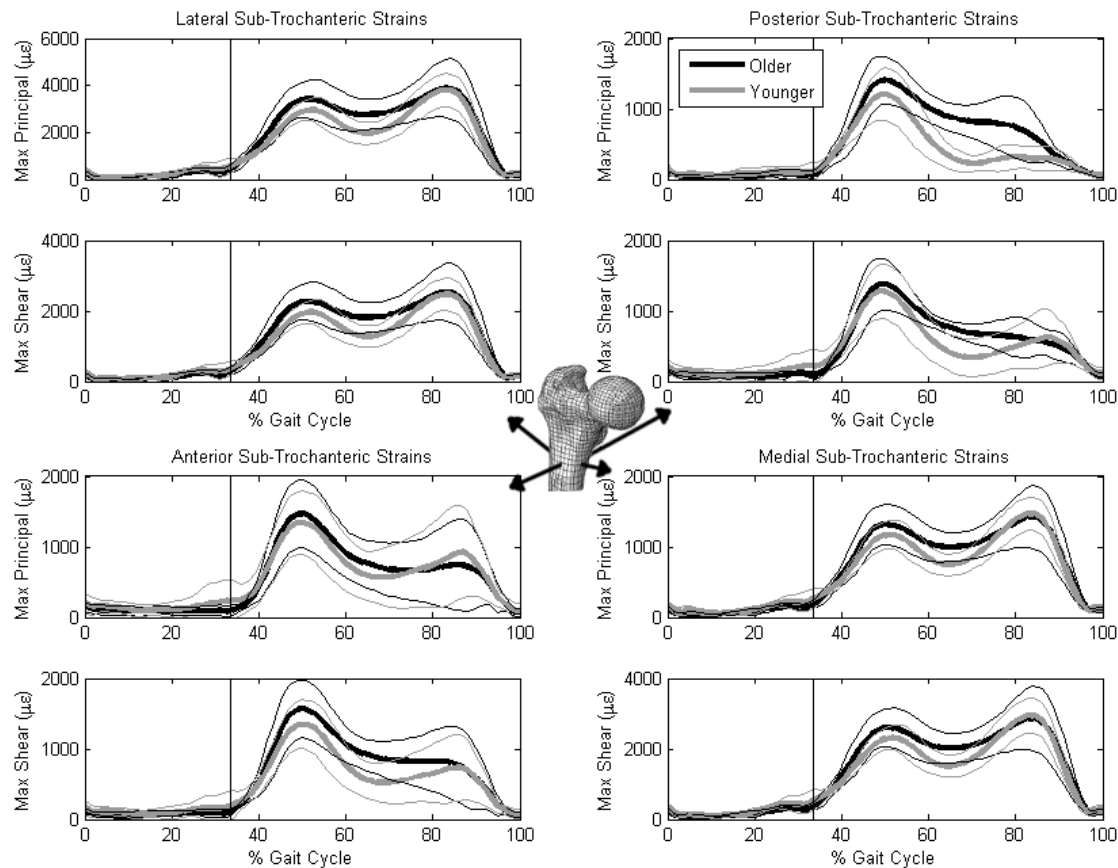 Lateral Sub-Trochanteric Strains
Max Principal (με)
6000
4000
2000
0
0 20 40 60 80 100
Max Shear (με)
4000
2000
0
0 20 40 60 80 100
% Gait Cycle
Posterior Sub-Trochanteric Strains
Older
Younger
Max Principal (με)
2000
1000
0
0 20 40 60 80 100
Max Shear (με)
2000
1000
0
0 20 40 60 80 100
% Gait Cycle
Anterior Sub-Trochanteric Strains
Max Principal (με)
2000
1000
0
0 20 40 60 80 100
Max Shear (με)
2000
1000
0
0 20 40 60 80 100
% Gait Cycle
Medial Sub-Trochanteric Strains
Max Principal (με)
2000
1000
0
0 20 40 60 80 100
Max Shear (με)
4000
2000
0
0 20 40 60 80 100
% Gait Cycle